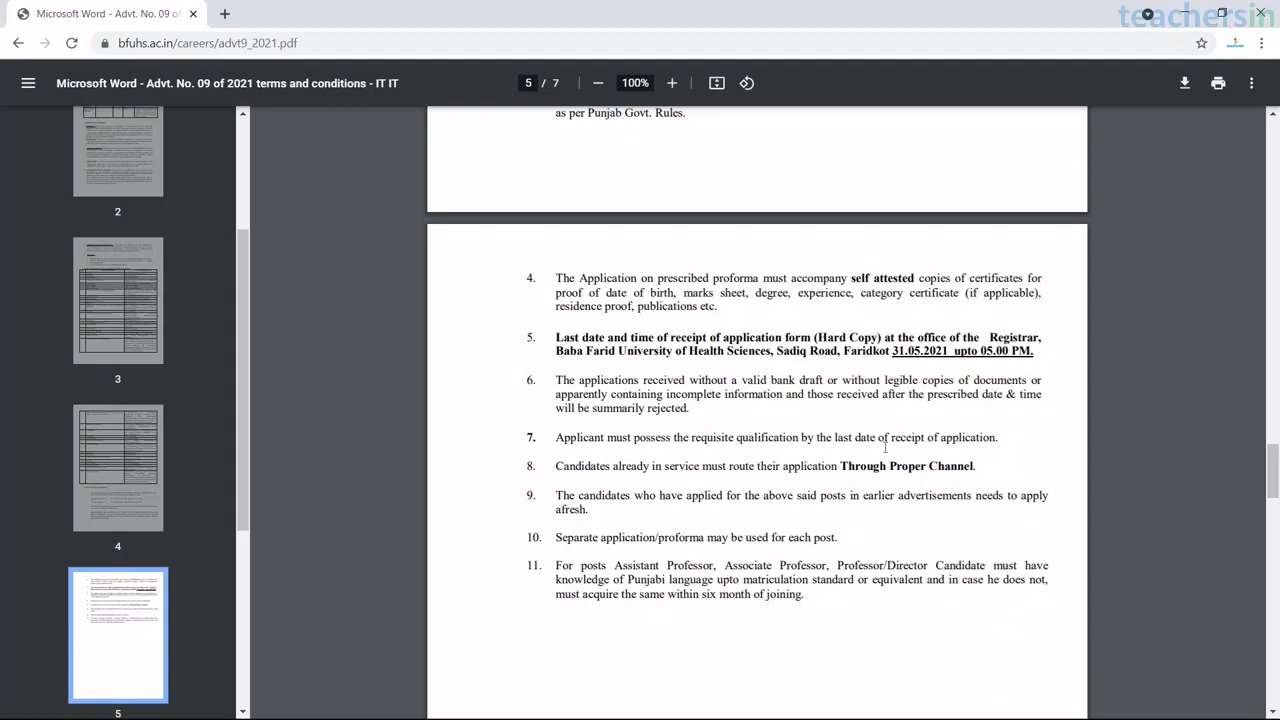 teachersin
Microsoft Word - Advt. No. 09 of
bfuhs.ac.in/careers/advt9_2021.pdf
Microsoft Word - Advt. No. 09 of 2021 terms and conditions - IT IT
5 / 7
100%
as per Punjab Govt. Rules.
2
3
4
5
4. The Application on prescribed proforma must accompany self attested copies of certificates for
proof of date of birth, marks sheet, degree, experience, category certificate (if applicable),
residence proof, publications etc.
5. Last date and time of receipt of application form (Hard Copy) at the office of the Registrar,
Baba Farid University of Health Sciences, Sadiq Road, Faridkot 31.05.2021 upto 05.00 PM.
6. The applications received without a valid bank draft or without legible copies of documents or
apparently containing incomplete information and those received after the prescribed date & time
will be summarily rejected.
7. Applicant must possess the requisite qualification by the last date of receipt of application.
8. Candidates already in service must route their application Through Proper Channel.
9. The candidates who have applied for the above said posts in earlier advertisements needs to apply
afresh.
10. Separate application/proforma may be used for each post.
11. For posts Assistant Professor, Associate Professor, Professor/Director Candidate must have
knowledge of Punjabi language upto matriculation standard or equivalent and in case he does not,
must acquire the same within six month of joining.